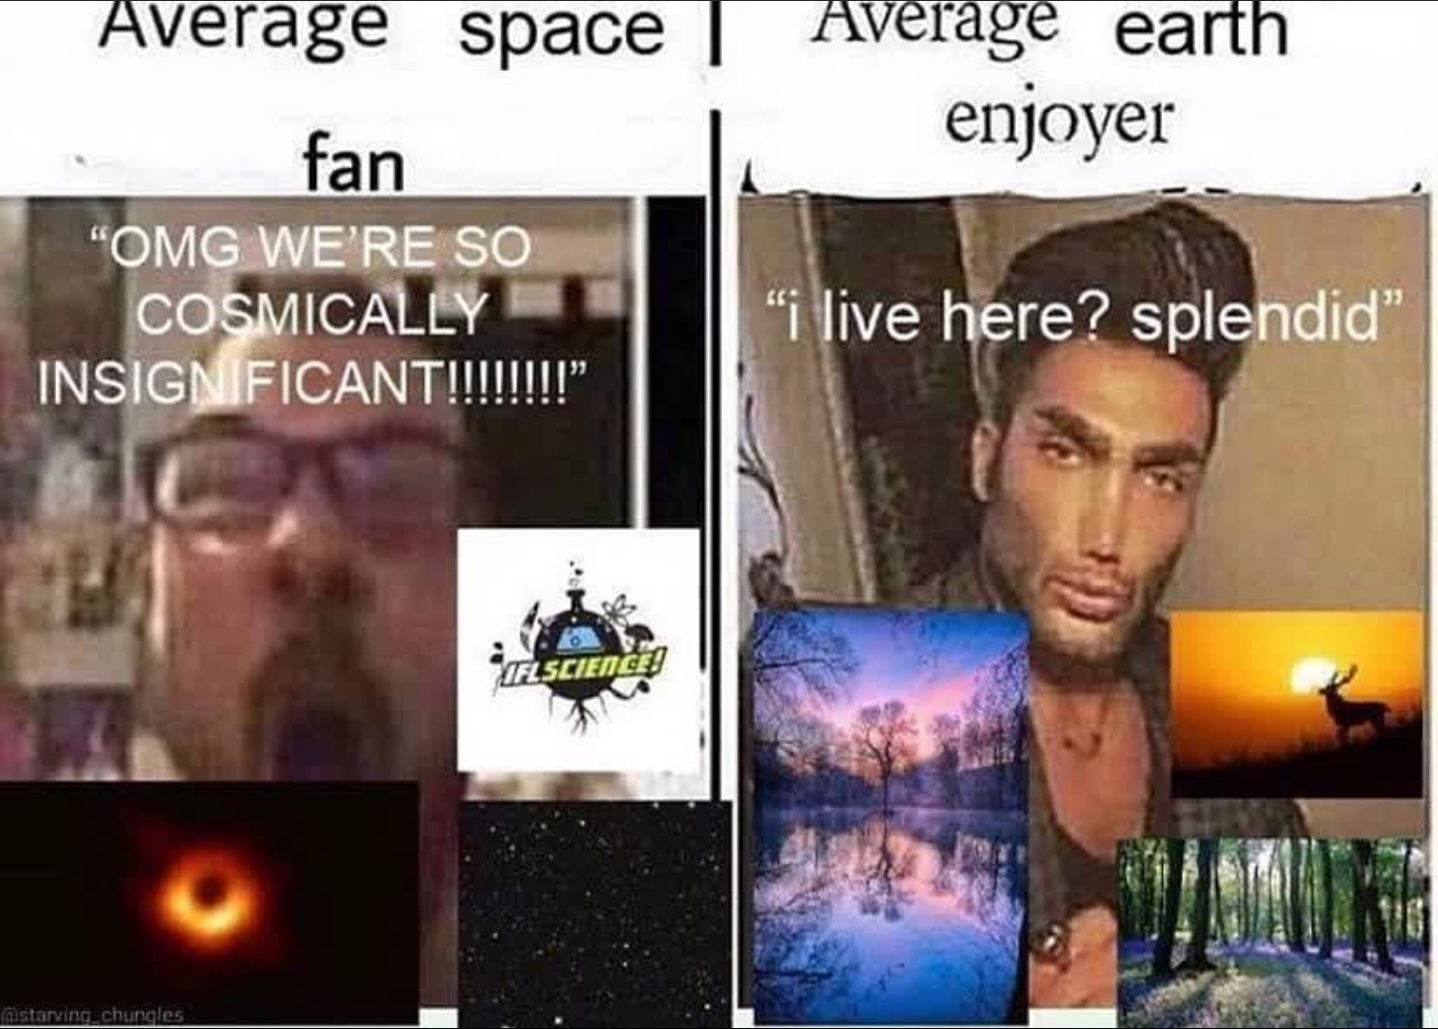 Average space
fan
“OMG WE’RE SO
COSMICALLY
INSIGNIFICANT!!!!!!!!”
IFLSCIENCE!
@starving_chungles
Average earth
enjoyer
“i live here? splendid”